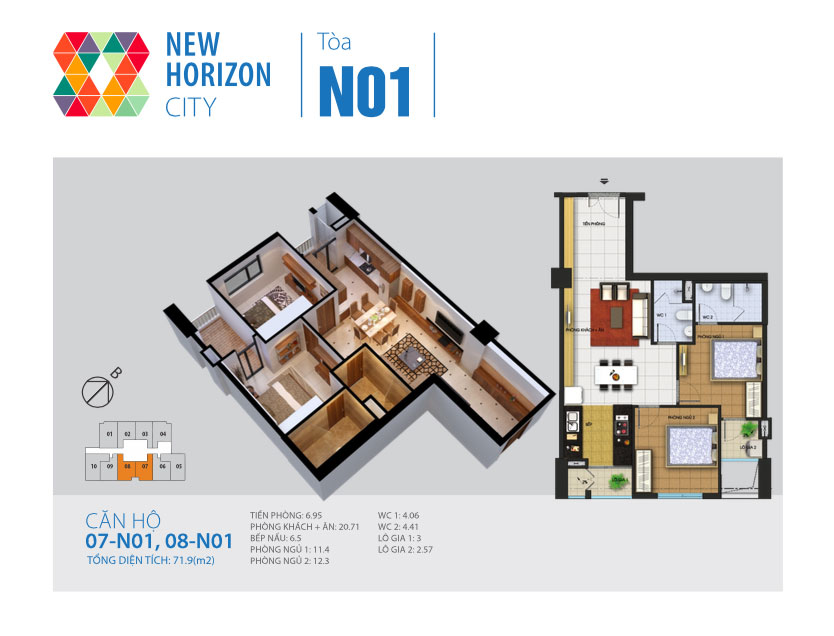 NEW
HORIZON
CITY
Tòa
N01
TIỀN PHÒNG
PHÒNG KHÁCH + ĂN
WC 1
WC 2
PHÒNG NGỦ 1
BẾP
PHÒNG NGỦ 2
LÔ GIA 1
LÔ GIA 2
B
01 02 03 04
10 09 08 07 06 05
CĂN HỘ
07-N01, 08-N01
TỔNG DIỆN TÍCH: 71.9(m2)
TIỀN PHÒNG: 6.95
PHÒNG KHÁCH + ĂN: 20.71
BẾP NẤU: 6.5
PHÒNG NGỦ 1: 11.4
PHÒNG NGỦ 2: 12.3
WC 1: 4.06
WC 2: 4.41
LÔ GIA 1: 3
LÔ GIA 2: 2.57